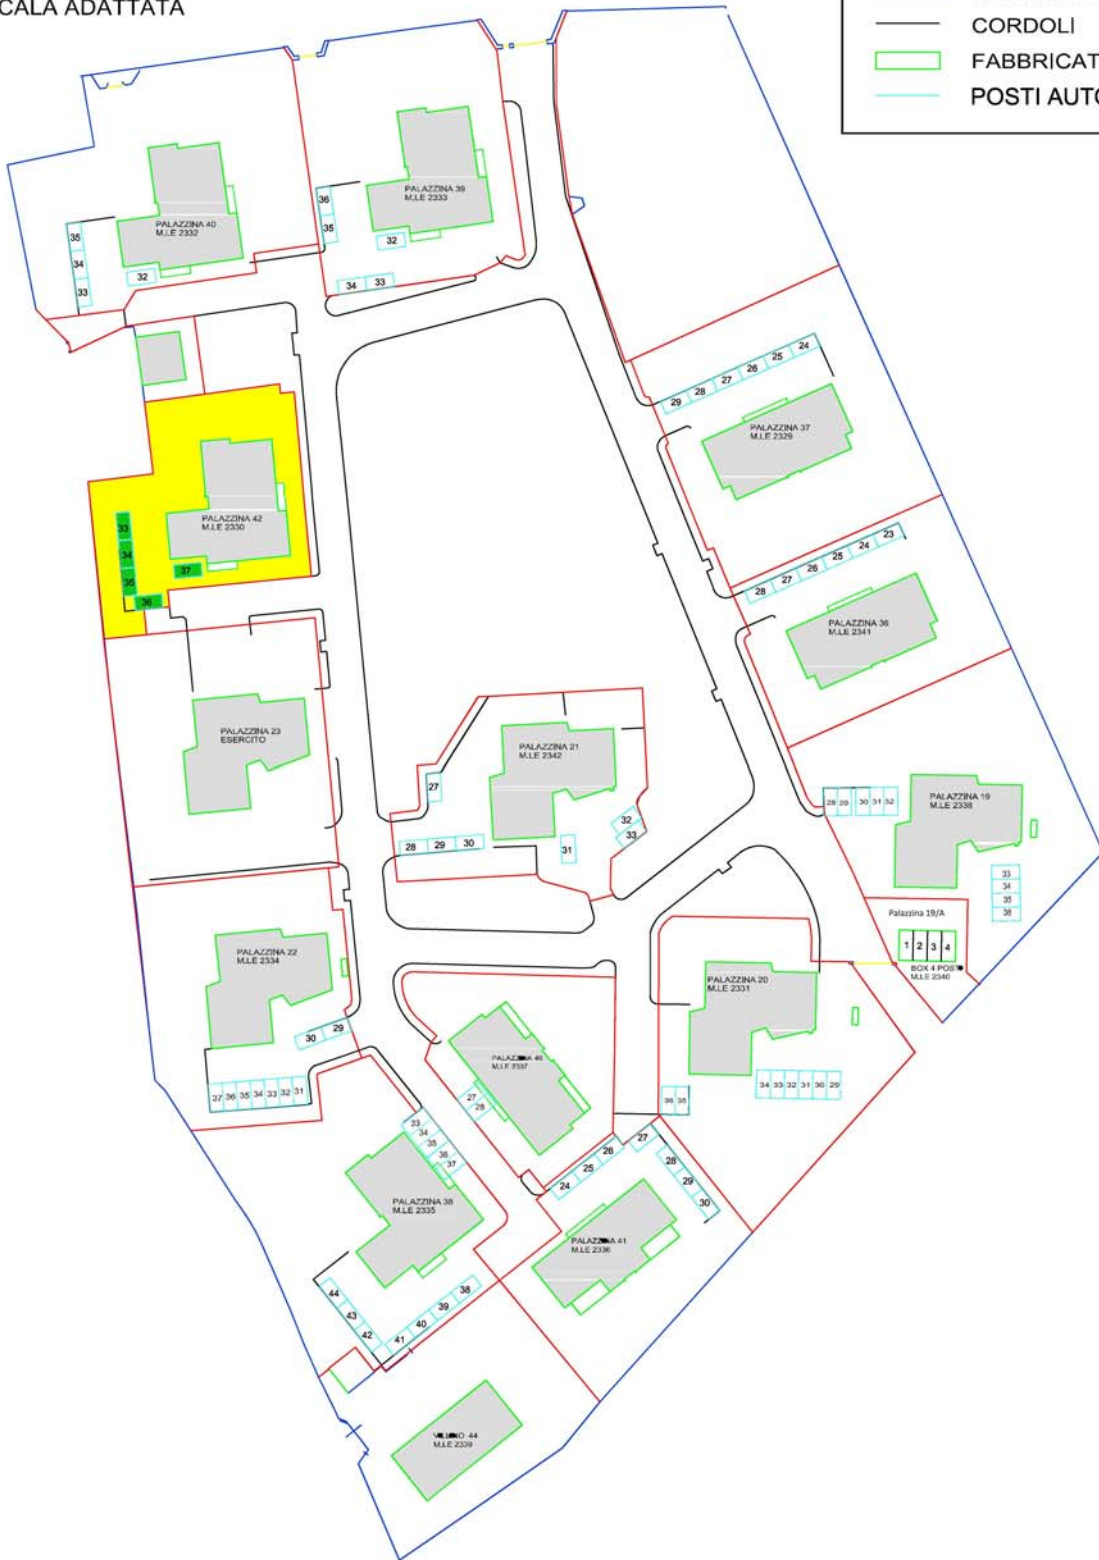 CALA ADATTATA
CORDOLI
FABBRICAT
POSTI AUTO
PALAZZINA 39
M.LE 2333
36
35
32
34 33
PALAZZINA 40
M.LE 2332
35
34
33
32
24
25
26
27
28
29
PALAZZINA 37
M.LE 2329
PALAZZINA 42
M.LE 2330
33
34
35
36
37
23
24
25
26
27
28
PALAZZINA 36
M.LE 2341
PALAZZINA 23
ESERCITO
PALAZZINA 21
M.LE 2342
27
28 29 30
31
32
33
28 29 30 31 32
PALAZZINA 19
M.LE 2338
33
34
35
36
Palazzina 19/A
1 2 3 4
BOX 4 POSTI
M.LE 2340
PALAZZINA 22
M.LE 2334
30 29
37 36 35 34 33 32 31
PALAZZINA 20
M.LE 2331
34 33 32 31 30 29
36 35
PALAZZINA 46
M.LE 2337
27
28
33
34
35
36
37
PALAZZINA 38
M.LE 2335
24 25 26
27
28
29
30
PALAZZINA 41
M.LE 2336
44
43
42
41 40 39 38
44
M.LE 2339